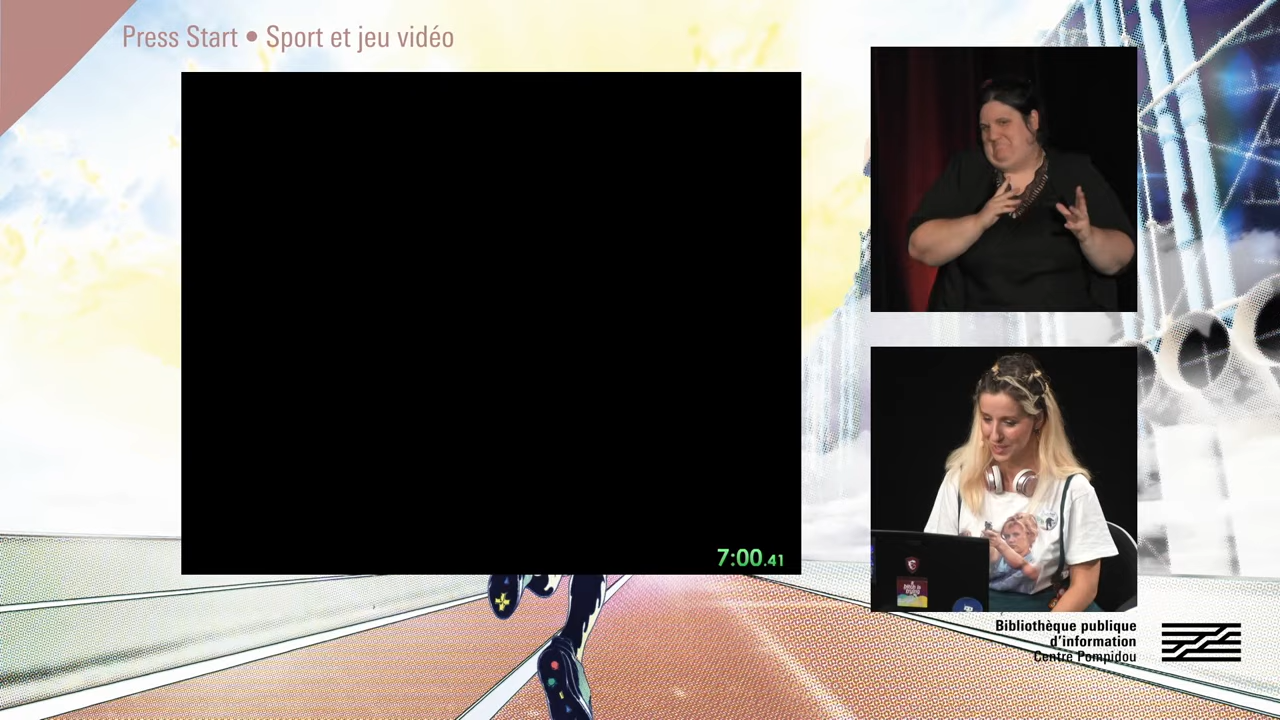 Press Start • Sport et jeu vidéo
7:00.41
Bibliothèque publique
d'information
Centre Pompidou